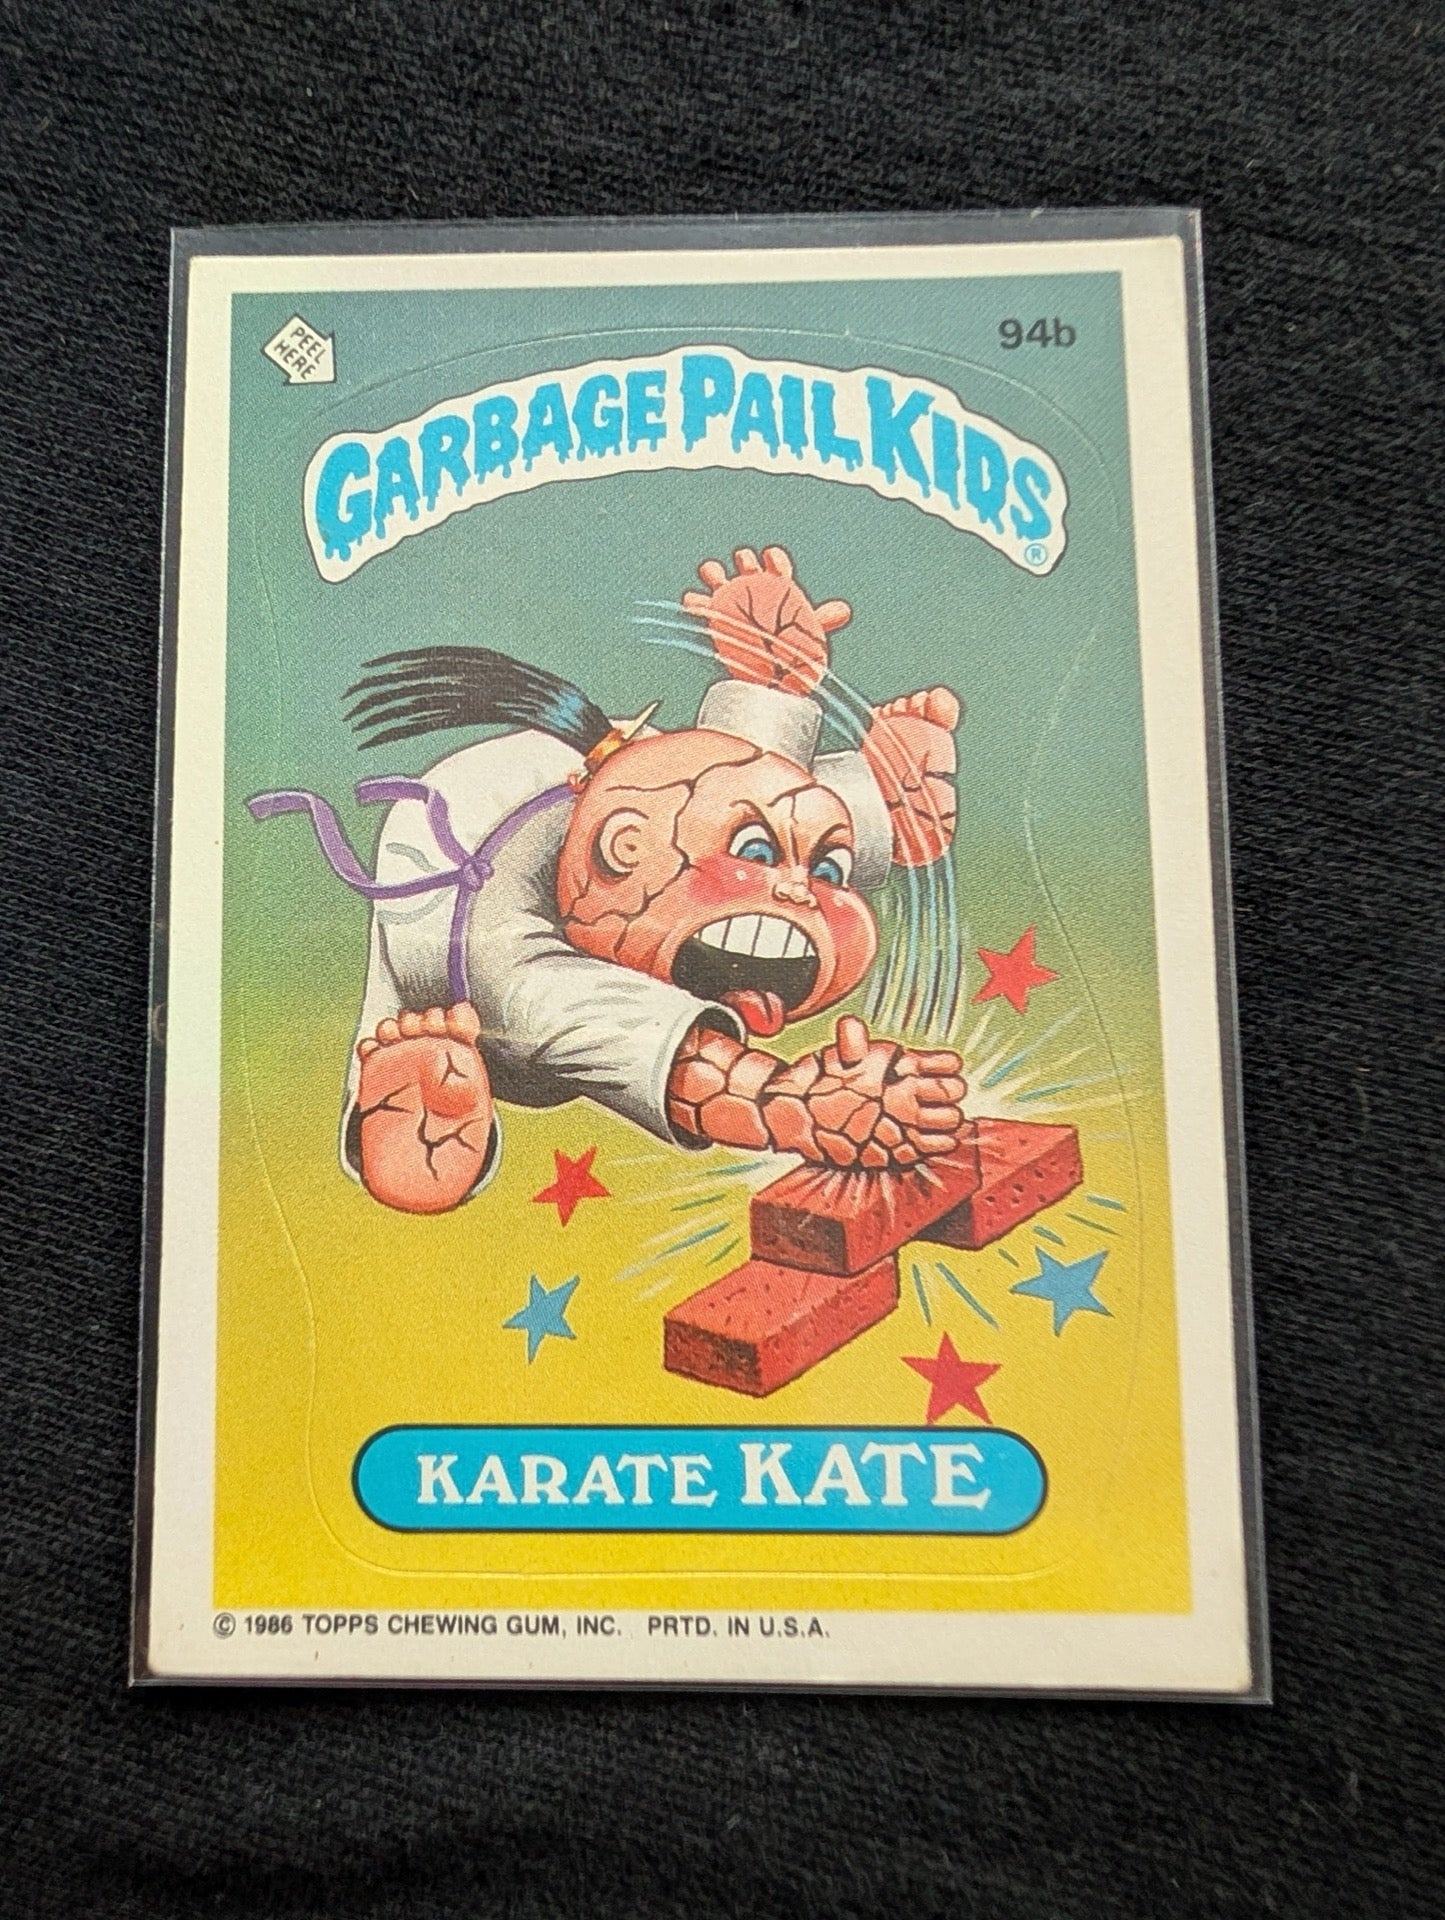 PEEL
HERE
94b
GARBAGE PAIL KIDS®
KARATE KATE
© 1986 TOPPS CHEWING GUM, INC. PRTD. IN U.S.A.